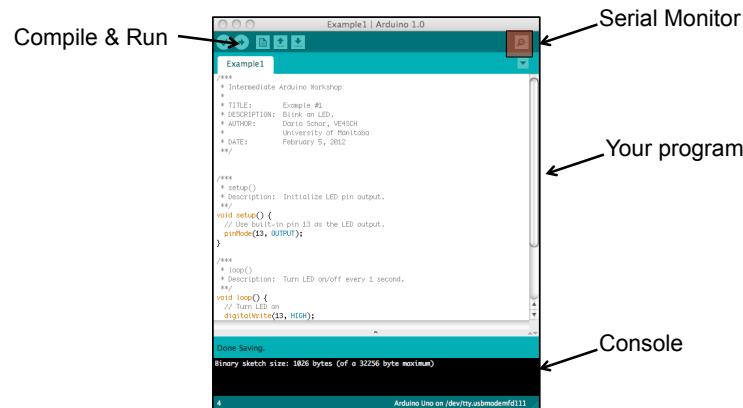 Example1 | Arduino 1.0
Serial Monitor
Compile & Run
Example1
/***
* Intermediate Arduino Workshop
*
* TITLE: Example #1
* DESCRIPTION: Blink an LED.
* AUTHOR: Dario Schor, VE4SCH
* University of Manitoba
* DATE: February 5, 2012
**/
/***
* setup()
* Description: Initialize LED pin output.
**/
void setup() {
// Use built-in pin 13 as the LED output.
pinMode(13, OUTPUT);
}
/***
* loop()
* Description: Turn LED on/off every 1 second.
**/
void loop() {
// Turn LED on
digitalWrite(13, HIGH);
Your program
Done Saving.
Console
Binary sketch size: 1026 bytes (of a 32256 byte maximum)
4
Arduino Uno on /dev/tty.usbmodemfd111